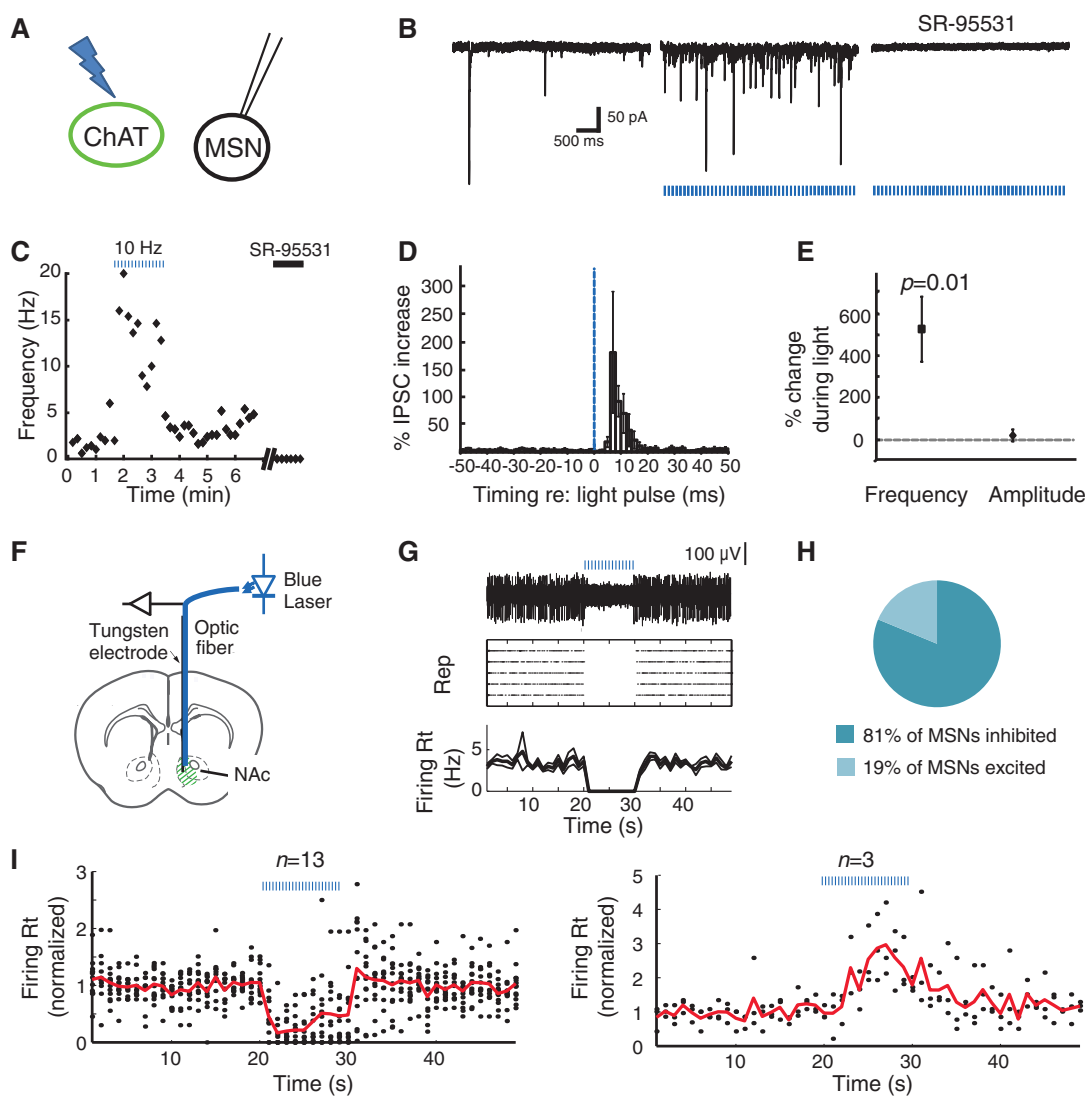 A
ChAT
MSN
B
SR-95531
50 pA
500 ms
C
10 Hz
SR-95531
20
15
10
5
0
Frequency (Hz)
0 1 2 3 4 5 6
Time (min)
D
300
250
200
150
100
50
% IPSC increase
-50 -40 -30 -20 -10 0 10 20 30 40 50
Timing re: light pulse (ms)
E
p=0.01
600
400
200
0
% change
during light
Frequency Amplitude
F
Blue
Laser
Tungsten
electrode
Optic
fiber
NAc
G
100 μV
Rep
5
0
Firing Rt
(Hz)
10 20 30 40
Time (s)
H
81% of MSNs inhibited
19% of MSNs excited
I
n=13
3
2
1
0
Firing Rt
(normalized)
10 20 30 40
Time (s)
n=3
5
4
3
2
1
0
Firing Rt
(normalized)
10 20 30 40
Time (s)